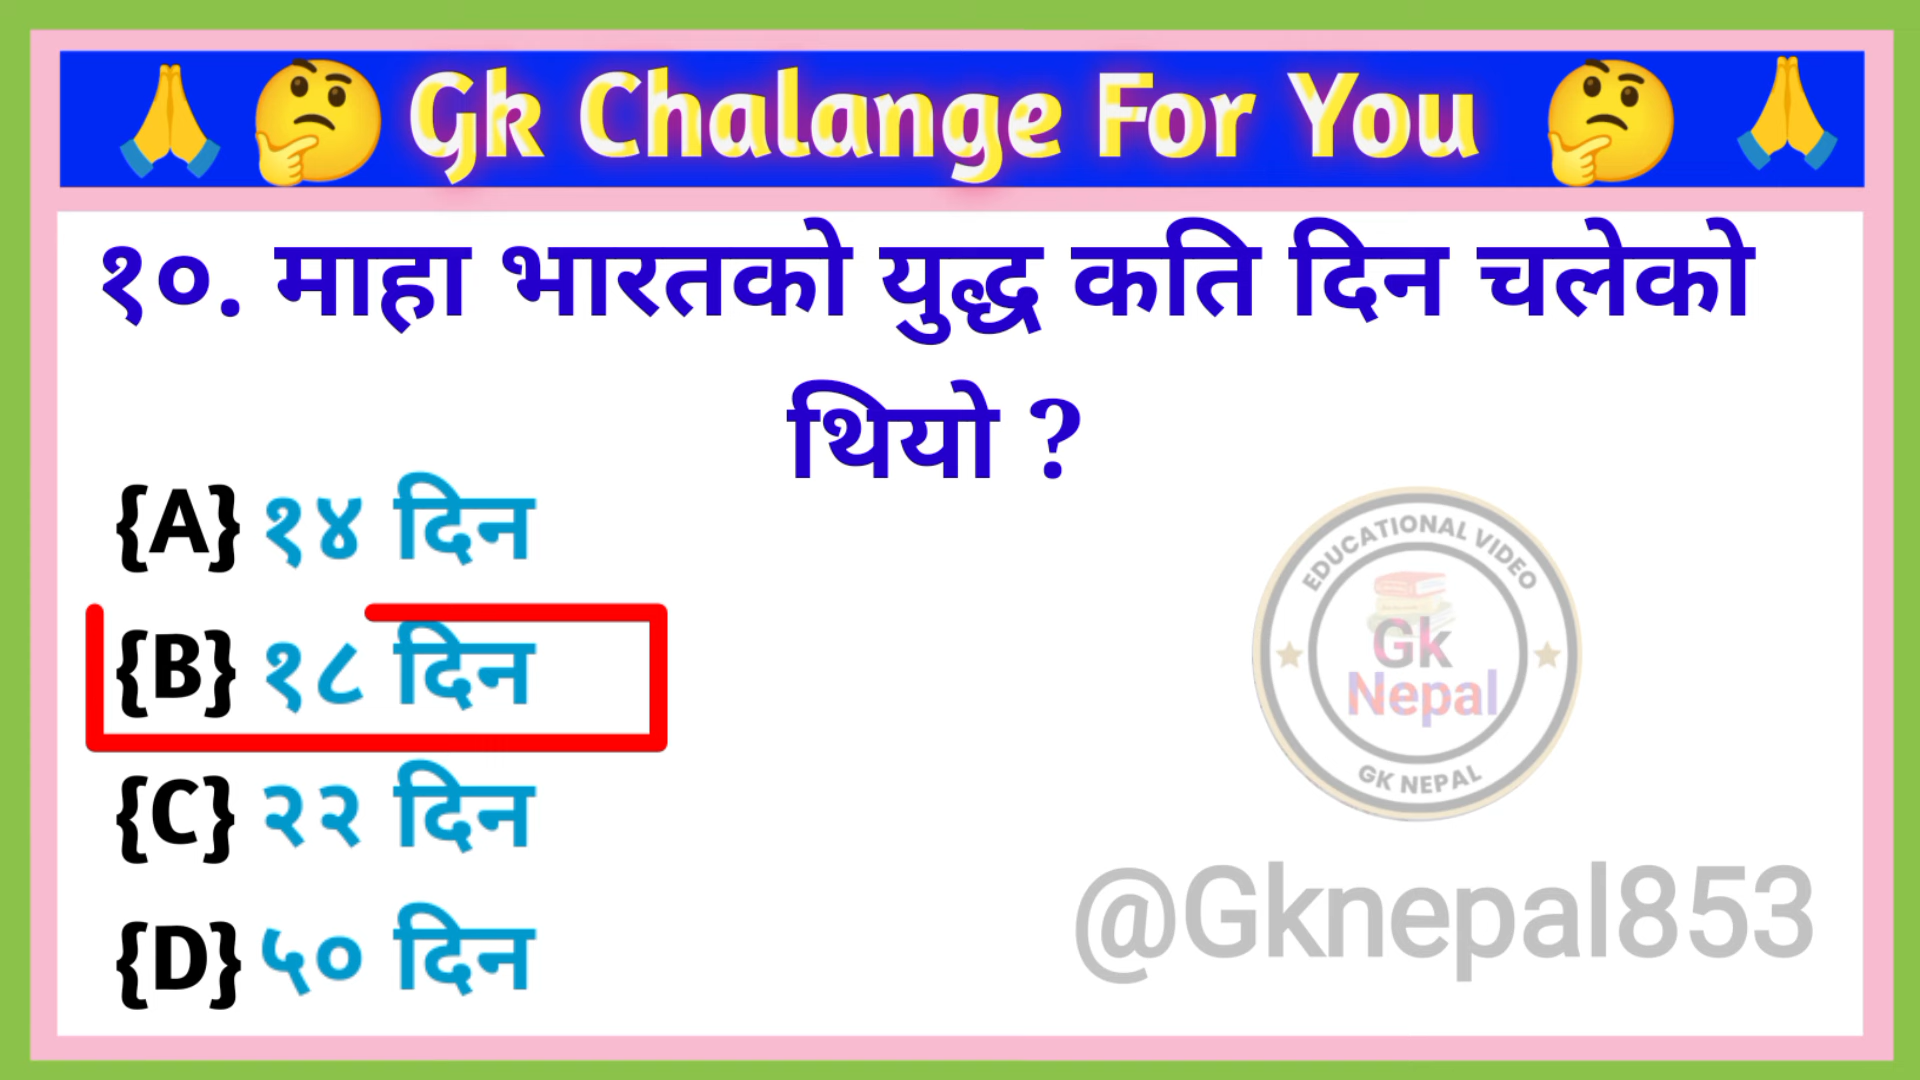 Gk Chalange For You
१०. माहा भारतको युद्ध कति दिन चलेको
थियो ?
{A} १४ दिन
{B} १८ दिन
{C} २२ दिन
{D} ५० दिन
EDUCATIONAL VIDEO
Gk
Nepal
GK NEPAL
@Gknepal853